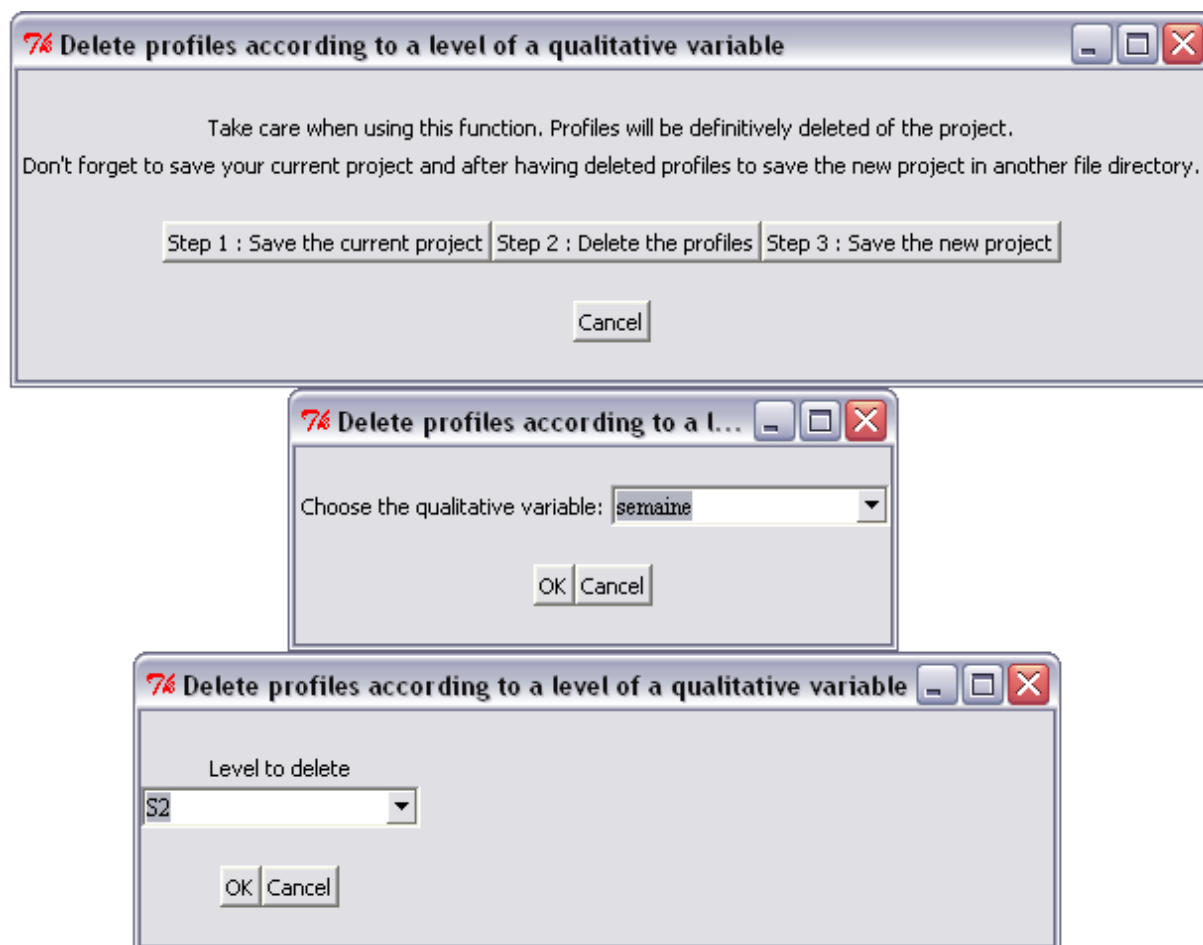 Delete profiles according to a level of a qualitative variable
Take care when using this function. Profiles will be definitively deleted of the project.
Don't forget to save your current project and after having deleted profiles to save the new project in another file directory.
Step 1 : Save the current project Step 2 : Delete the profiles Step 3 : Save the new project
Cancel
Delete profiles according to a l...
Choose the qualitative variable: semaine
OK Cancel
Delete profiles according to a level of a qualitative variable
Level to delete
S2
OK Cancel